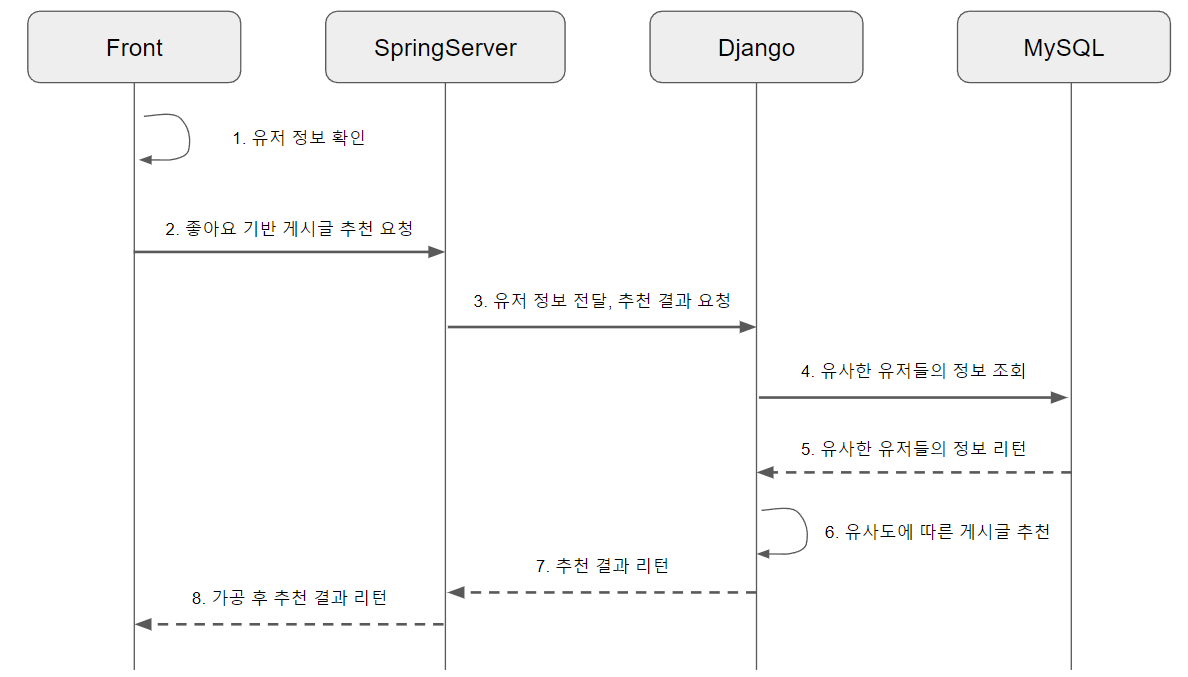 Front
SpringServer
Django
MySQL
1. 유저 정보 확인
2. 좋아요 기반 게시글 추천 요청
3. 유저 정보 전달, 추천 결과 요청
4. 유사한 유저들의 정보 조회
5. 유사한 유저들의 정보 리턴
6. 유사도에 따른 게시글 추천
7. 추천 결과 리턴
8. 가공 후 추천 결과 리턴